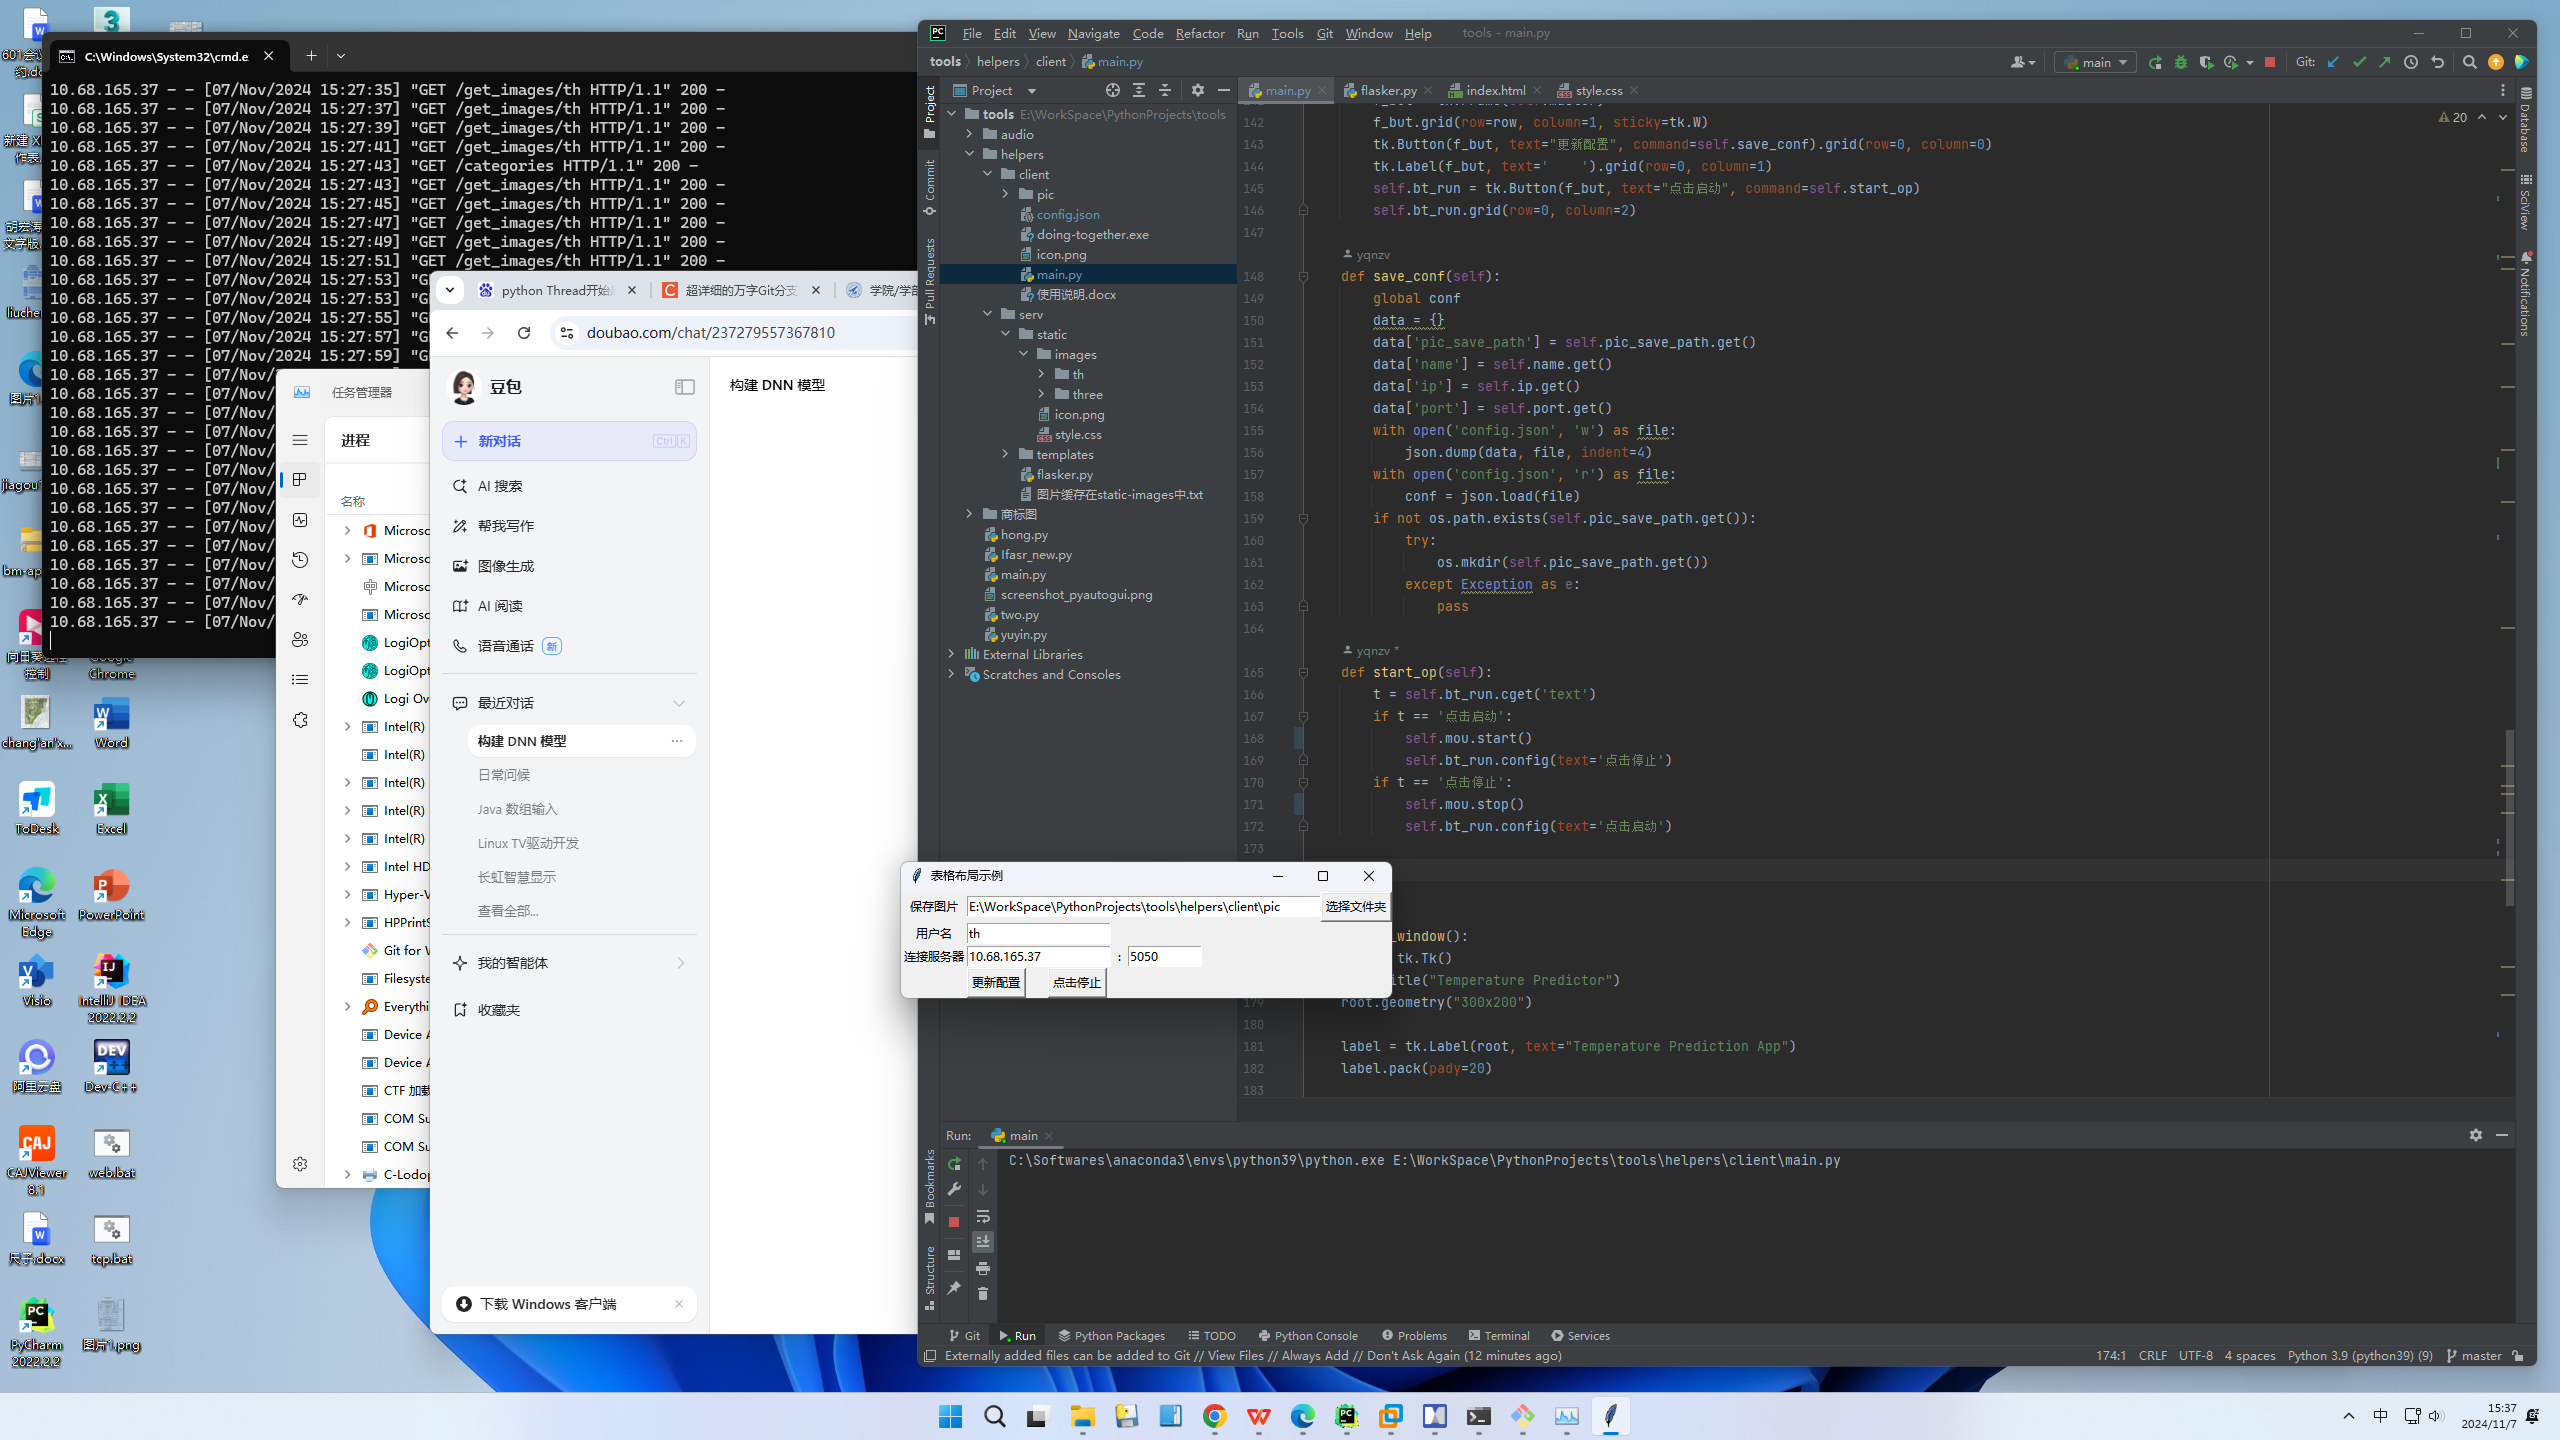 C:\Windows\System32\cmd.e
10.68.165.37 - - [07/Nov/2024 15:27:35] "GET /get_images/th HTTP/1.1" 200 -
10.68.165.37 - - [07/Nov/2024 15:27:37] "GET /get_images/th HTTP/1.1" 200 -
10.68.165.37 - - [07/Nov/2024 15:27:39] "GET /get_images/th HTTP/1.1" 200 -
10.68.165.37 - - [07/Nov/2024 15:27:41] "GET /get_images/th HTTP/1.1" 200 -
10.68.165.37 - - [07/Nov/2024 15:27:43] "GET /categories HTTP/1.1" 200 -
10.68.165.37 - - [07/Nov/2024 15:27:43] "GET /get_images/th HTTP/1.1" 200 -
10.68.165.37 - - [07/Nov/2024 15:27:45] "GET /get_images/th HTTP/1.1" 200 -
10.68.165.37 - - [07/Nov/2024 15:27:47] "GET /get_images/th HTTP/1.1" 200 -
10.68.165.37 - - [07/Nov/2024 15:27:49] "GET /get_images/th HTTP/1.1" 200 -
10.68.165.37 - - [07/Nov/2024 15:27:51] "GET /get_images/th HTTP/1.1" 200 -
10.68.165.37 - - [07/Nov/2024 15:27:53] "G
10.68.165.37 - - [07/Nov/2024 15:27:53] "G
10.68.165.37 - - [07/Nov/2024 15:27:55] "G
10.68.165.37 - - [07/Nov/2024 15:27:57] "G
10.68.165.37 - - [07/Nov/2024 15:27:59] "G
10.68.165.37 - - [07/Nov/
10.68.165.37 - - [07/Nov/
10.68.165.37 - - [07/Nov/
10.68.165.37 - - [07/Nov/
10.68.165.37 - - [07/Nov/
10.68.165.37 - - [07/Nov/
10.68.165.37 - - [07/Nov/
10.68.165.37 - - [07/Nov/
10.68.165.37 - - [07/Nov/
10.68.165.37 - - [07/Nov/
10.68.165.37 - - [07/Nov/
10.68.165.37 - - [07/Nov/
10.68.165.37 - - [07/Nov/
10.68.165.37 - - [07/Nov/
控制
Chrome
chang'an'x...
Word
ToDesk
Excel
Microsoft Edge
PowerPoint
Visio
IntelliJ IDEA 2022.2.2
阿里云盘
Dev-C++
CAJViewer 8.1
web.bat
尺子.docx
tcp.bat
PyCharm 2022.2.2
图片1.png
任务管理器
进程
名称
Microsc
Microsc
Microsc
Microsc
LogiOpt
LogiOpt
Logi Ov
Intel(R)
Intel(R)
Intel(R)
Intel(R)
Intel(R)
Intel HD
Hyper-V
HPPrintS
Git for W
Filesyste
Everythi
Device A
Device A
CTF 加载
COM Su
COM Su
C-Lodop
python Thread开始
超详细的万字Git分支
学院/学部
doubao.com/chat/237279557367810
豆包
新对话
Ctrl K
AI 搜索
帮我写作
图像生成
AI 阅读
语音通话 新
最近对话
构建 DNN 模型
日常问候
Java 数组输入
Linux TV驱动开发
长虹智慧显示
查看全部...
我的智能体
收藏夹
下载 Windows 客户端
构建 DNN 模型
File Edit View Navigate Code Refactor Run Tools Git Window Help tools - main.py
tools helpers client main.py
main
Git:
Project
main.py flasker.py index.html style.css
Project
Commit
Pull Requests
Bookmarks
Structure
Database
SciView
Notifications
tools E:\WorkSpace\PythonProjects\tools
audio
helpers
client
pic
config.json
doing-together.exe
icon.png
main.py
使用说明.docx
serv
static
images
th
three
icon.png
style.css
templates
flasker.py
图片缓存在static-images中.txt
商标图
hong.py
Ifasr_new.py
main.py
screenshot_pyautogui.png
two.py
yuyin.py
External Libraries
Scratches and Consoles
20
142 f_but.grid(row=row, column=1, sticky=tk.W)
143 tk.Button(f_but, text="更新配置", command=self.save_conf).grid(row=0, column=0)
144 tk.Label(f_but, text='    ').grid(row=0, column=1)
145 self.bt_run = tk.Button(f_but, text="点击启动", command=self.start_op)
146 self.bt_run.grid(row=0, column=2)
147
yqnzv
148 def save_conf(self):
149 global conf
150 data = {}
151 data['pic_save_path'] = self.pic_save_path.get()
152 data['name'] = self.name.get()
153 data['ip'] = self.ip.get()
154 data['port'] = self.port.get()
155 with open('config.json', 'w') as file:
156 json.dump(data, file, indent=4)
157 with open('config.json', 'r') as file:
158 conf = json.load(file)
159 if not os.path.exists(self.pic_save_path.get()):
160 try:
161 os.mkdir(self.pic_save_path.get())
162 except Exception as e:
163 pass
164
yqnzv *
165 def start_op(self):
166 t = self.bt_run.cget('text')
167 if t == '点击启动':
168 self.mou.start()
169 self.bt_run.config(text='点击停止')
170 if t == '点击停止':
171 self.mou.stop()
172 self.bt_run.config(text='点击启动')
173
_window():
tk.Tk()
itle("Temperature Predictor")
179 root.geometry("300x200")
180
181 label = tk.Label(root, text="Temperature Prediction App")
182 label.pack(pady=20)
183
表格布局示例
保存图片 E:\WorkSpace\PythonProjects\tools\helpers\client\pic 选择文件夹
用户名 th
连接服务器 10.68.165.37 : 5050
更新配置 点击停止
Run: main
C:\Softwares\anaconda3\envs\python39\python.exe E:\WorkSpace\PythonProjects\tools\helpers\client\main.py
Git Run Python Packages TODO Python Console Problems Terminal Services
Externally added files can be added to Git // View Files // Always Add // Don't Ask Again (12 minutes ago)
174:1 CRLF UTF-8 4 spaces Python 3.9 (python39) (9) master
中
15:37
2024/11/7